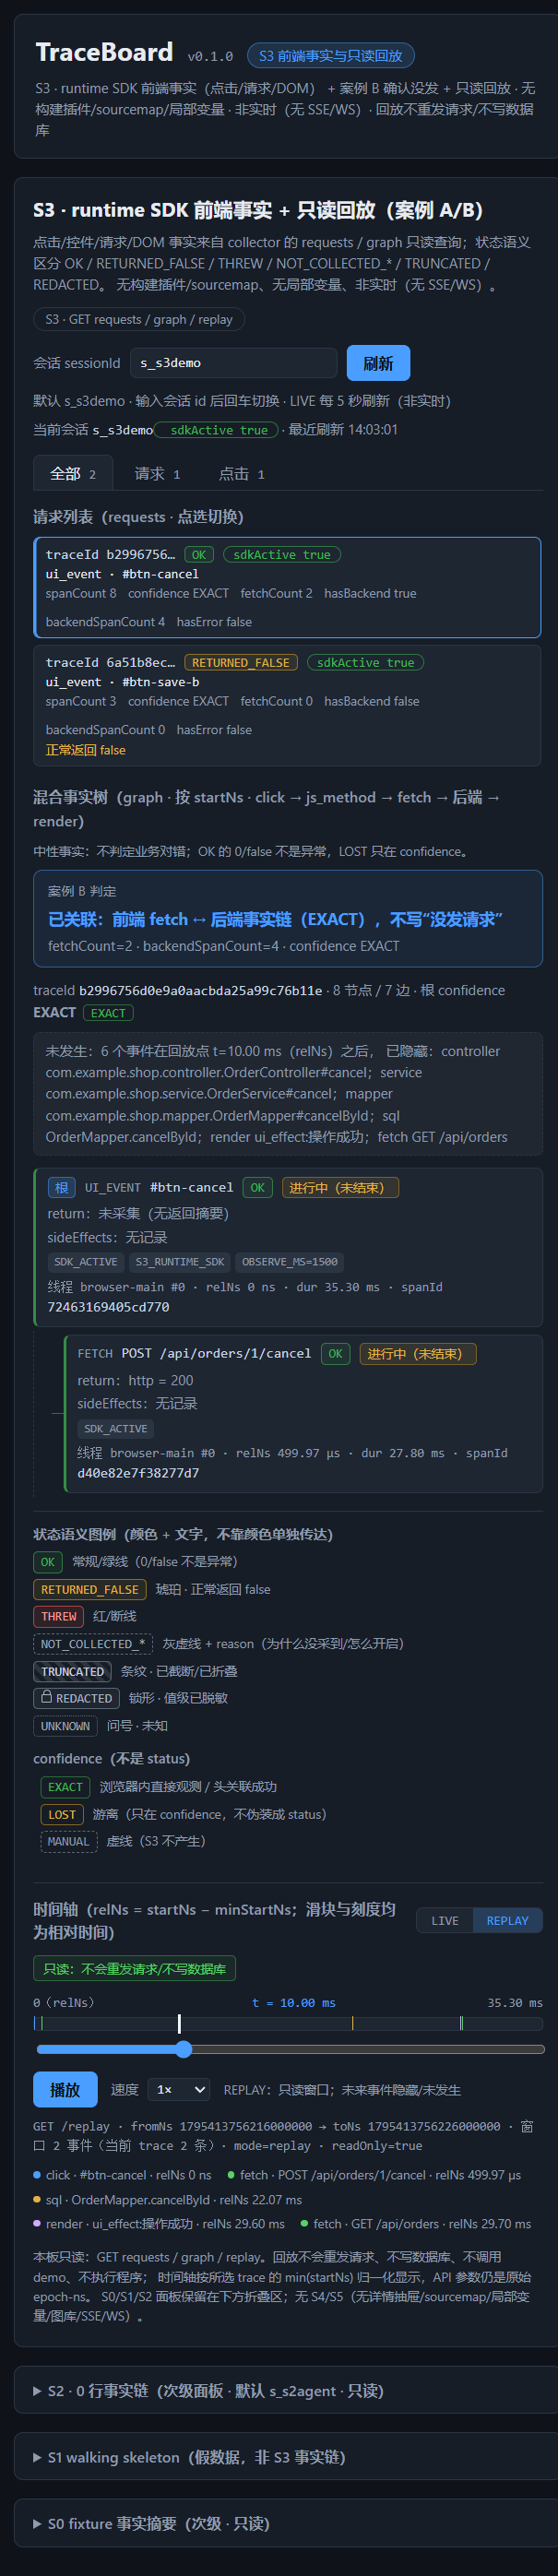 TraceBoard v0.1.0 S3 前端事实与只读回放
S3 · runtime SDK 前端事实（点击/请求/DOM） + 案例 B 确认没发 + 只读回放 · 无
构建插件/sourcemap/局部变量 · 非实时（无 SSE/WS）· 回放不重发请求/不写数据
库
S3 · runtime SDK 前端事实 + 只读回放（案例 A/B）
点击/控件/请求/DOM 事实来自 collector 的 requests / graph 只读查询；状态语义
区分 OK / RETURNED_FALSE / THREW / NOT_COLLECTED_* / TRUNCATED /
REDACTED。 无构建插件/sourcemap、无局部变量、非实时（无 SSE/WS）。
S3 · GET requests / graph / replay
会话 sessionId s_s3demo 刷新
默认 s_s3demo · 输入会话 id 后回车切换 · LIVE 每 5 秒刷新（非实时）
当前会话 s_s3demo sdkActive true · 最近刷新 14:03:01
全部 2 请求 1 点击 1
请求列表（requests · 点选切换）
traceId b2996756… OK sdkActive true
ui_event · #btn-cancel
spanCount 8 confidence EXACT fetchCount 2 hasBackend true
backendSpanCount 4 hasError false
traceId 6a51b8ec… RETURNED_FALSE sdkActive true
ui_event · #btn-save-b
spanCount 3 confidence EXACT fetchCount 0 hasBackend false
backendSpanCount 0 hasError false
正常返回 false
混合事实树（graph · 按 startNs · click → js_method → fetch → 后端 →
render）
中性事实：不判定业务对错；OK 的 0/false 不是异常，LOST 只在 confidence。
案例 B 判定
已关联：前端 fetch ↔ 后端事实链（EXACT），不写“没发请求”
fetchCount=2 · backendSpanCount=4 · confidence EXACT
traceId b2996756d0e9a0aacbda25a99c76b11e · 8 节点 / 7 边 · 根 confidence
EXACT EXACT
未发生：6 个事件在回放点 t=10.00 ms（relNs）之后， 已隐藏：controller
com.example.shop.controller.OrderController#cancel；service
com.example.shop.service.OrderService#cancel；mapper
com.example.shop.mapper.OrderMapper#cancelById；sql
OrderMapper.cancelById；render ui_effect:操作成功；fetch GET /api/orders
根 UI_EVENT #btn-cancel OK 进行中（未结束）
return：未采集（无返回摘要）
sideEffects：无记录
SDK_ACTIVE S3_RUNTIME_SDK OBSERVE_MS=1500
线程 browser-main #0 · relNs 0 ns · dur 35.30 ms · spanId
72463169405cd770
FETCH POST /api/orders/1/cancel OK 进行中（未结束）
return：http = 200
sideEffects：无记录
SDK_ACTIVE
线程 browser-main #0 · relNs 499.97 μs · dur 27.80 ms · spanId
d40e82e7f38277d7
状态语义图例（颜色 + 文字，不靠颜色单独传达）
OK 常规/绿线（0/false 不是异常）
RETURNED_FALSE 琥珀 · 正常返回 false
THREW 红/断线
NOT_COLLECTED_* 灰虚线 + reason（为什么没采到/怎么开启）
TRUNCATED 条纹 · 已截断/已折叠
REDACTED 锁形 · 值级已脱敏
UNKNOWN 问号 · 未知
confidence（不是 status）
EXACT 浏览器内直接观测 / 头关联成功
LOST 游离（只在 confidence，不伪装成 status）
MANUAL 虚线（S3 不产生）
时间轴（relNs = startNs − minStartNs；滑块与刻度均
为相对时间）
LIVE REPLAY
只读：不会重发请求/不写数据库
0（relNs） t = 10.00 ms 35.30 ms
播放 速度 1× REPLAY：只读窗口；未来事件隐藏/未发生
GET /replay · fromNs 1795413756216000000 → toNs 1795413756226000000 · 窗
口 2 事件（当前 trace 2 条）· mode=replay · readOnly=true
click · #btn-cancel · relNs 0 ns fetch · POST /api/orders/1/cancel · relNs 499.97 μs
sql · OrderMapper.cancelById · relNs 22.07 ms
render · ui_effect:操作成功 · relNs 29.60 ms fetch · GET /api/orders · relNs 29.70 ms
本板只读：GET requests / graph / replay。回放不会重发请求、不写数据库、不调用
demo、不执行程序； 时间轴按所选 trace 的 min(startNs) 归一化显示，API 参数仍是原始
epoch-ns。 S0/S1/S2 面板保留在下方折叠区；无 S4/S5（无详情抽屉/sourcemap/局部变
量/图库/SSE/WS）。
S2 · 0 行事实链（次级面板 · 默认 s_s2agent · 只读）
S1 walking skeleton（假数据，非 S3 事实链）
S0 fixture 事实摘要（次级 · 只读）